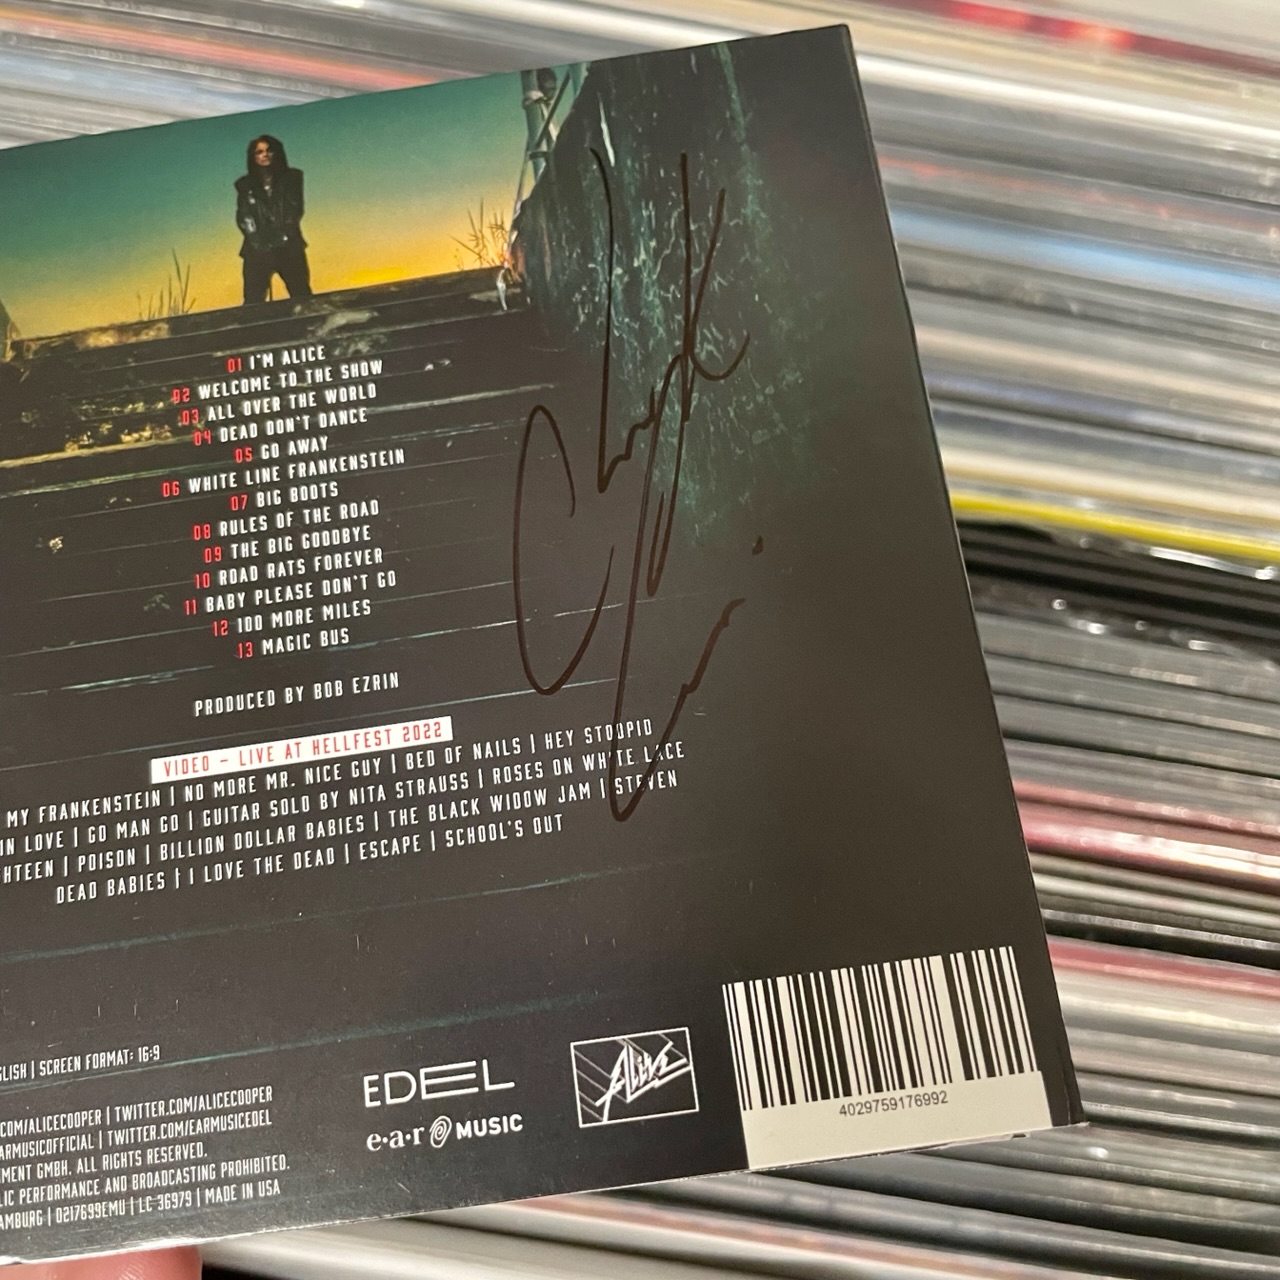 01 I'M ALICE
02 WELCOME TO THE SHOW
03 ALL OVER THE WORLD
04 DEAD DON'T DANCE
05 GO AWAY
06 WHITE LINE FRANKENSTEIN
07 BIG BOOTS
08 RULES OF THE ROAD
09 THE BIG GOODBYE
10 ROAD RATS FOREVER
11 BABY PLEASE DON'T GO
12 100 MORE MILES
13 MAGIC BUS
PRODUCED BY BOB EZRIN
VIDEO – LIVE AT HELLFEST 2022
MY FRANKENSTEIN | NO MORE MR. NICE GUY | BED OF NAILS | HEY STOOPID
IN LOVE | GO MAN GO | GUITAR SOLO BY NITA STRAUSS | ROSES ON WHITE LACE
HTEEN | POISON | BILLION DOLLAR BABIES | THE BLACK WIDOW JAM | STEVEN
DEAD BABIES | I LOVE THE DEAD | ESCAPE | SCHOOL'S OUT
GLISH | SCREEN FORMAT: 16:9
COM/ALICECOOPER | TWITTER.COM/ALICECOOPER
ARMUSICOFFICIAL | TWITTER.COM/EARMUSICEDEL
MENT GMBH. ALL RIGHTS RESERVED.
LIC PERFORMANCE AND BROADCASTING PROHIBITED.
AMBURG | 0217699EMU | LC 36979 | MADE IN USA
EDEL
e·a·r MUSIC
Alive
4029759176992